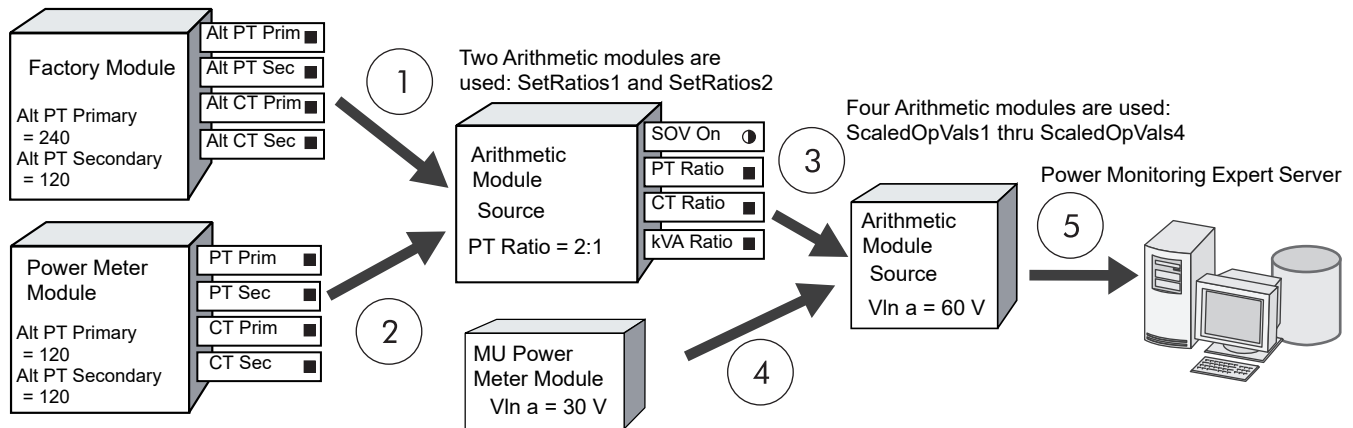 Factory Module
Alt PT Primary
= 240
Alt PT Secondary
= 120
Alt PT Prim
Alt PT Sec
Alt CT Prim
Alt CT Sec
1
Power Meter
Module
Alt PT Primary
= 120
Alt PT Secondary
= 120
PT Prim
PT Sec
CT Prim
CT Sec
2
Two Arithmetic modules are
used: SetRatios1 and SetRatios2
Arithmetic
Module
Source
PT Ratio = 2:1
SOV On
PT Ratio
CT Ratio
kVA Ratio
3
MU Power
Meter Module
Vln a = 30 V
4
Four Arithmetic modules are used:
ScaledOpVals1 thru ScaledOpVals4
Arithmetic
Module
Source
Vln a = 60 V
5
Power Monitoring Expert Server